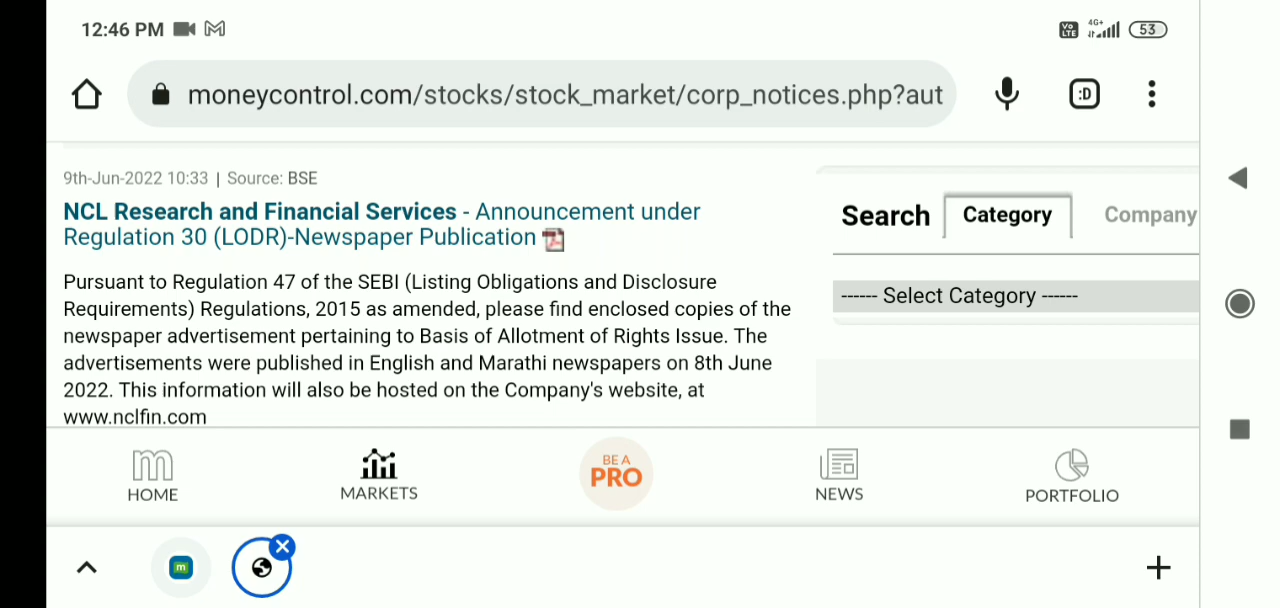 12:46 PM
Vo LTE 4G+ 53
moneycontrol.com/stocks/stock_market/corp_notices.php?aut
:D
9th-Jun-2022 10:33 | Source: BSE
NCL Research and Financial Services - Announcement under
Regulation 30 (LODR)-Newspaper Publication
Pursuant to Regulation 47 of the SEBI (Listing Obligations and Disclosure
Requirements) Regulations, 2015 as amended, please find enclosed copies of the
newspaper advertisement pertaining to Basis of Allotment of Rights Issue. The
advertisements were published in English and Marathi newspapers on 8th June
2022. This information will also be hosted on the Company's website, at
www.nclfin.com
Search Category Company
------ Select Category ------
m
HOME
MARKETS
BE A
PRO
NEWS
PORTFOLIO
m